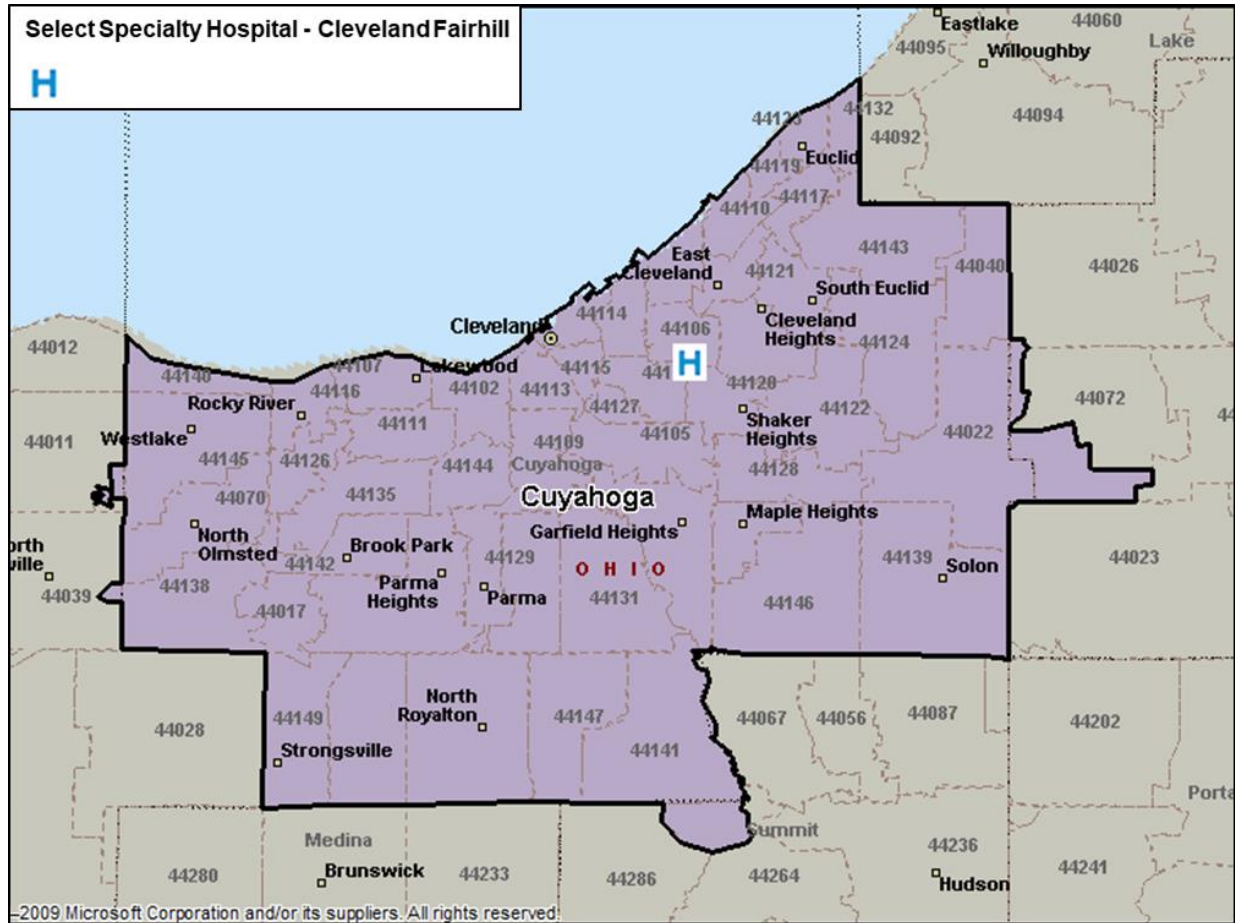 Select Specialty Hospital - Cleveland Fairhill
H
Eastlake
44060
44095
Lake
Willoughby
44132
44094
44123
44092
Euclid
44119
44117
44110
44143
East
Cleveland
44121
44040
44026
South Euclid
44114
44106
Cleveland
Heights
Cleveland
44124
44012
44107
Lakewood
44140
44116
44102
44113
44115
H
44120
44072
Rocky River
44127
44122
Shaker
Heights
44111
44105
44022
44011
Westlake
44109
44145
44126
44144
Cuyahoga
44128
44070
44135
Cuyahoga
Maple Heights
Garfield Heights
North
Olmsted
Brook Park
44129
44139
44023
44142
OHIO
Solon
44039
44138
Parma
Heights
Parma
44131
44146
44017
North
Royalton
44149
44147
44067
44056
44087
44202
44028
Strongsville
44141
Medina
Summit
44236
Brunswick
44280
44233
44286
44264
Hudson
44241
2009 Microsoft Corporation and/or its suppliers. All rights reserved.